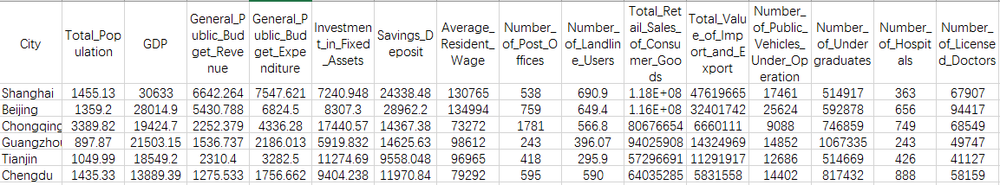 City Total_Population GDP General_Public_Budget_Revenue General_Public_Budget_Expenditure Investment_in_Fixed_Assets Savings_Deposit Average_Resident_Wage Number_of_Post_Offices Number_of_Landline_Users Total_Retail_Sales_of_Consumer_Goods Total_Value_of_Import_and_Export Number_of_Public_Vehicles_Under_Operation Number_of_Undergraduates Number_of_Hospitals Number_of_Licensed_Doctors
Shanghai 1455.13 30633 6642.264 7547.621 7240.948 24338.48 130765 538 690.9 1.18E+08 47619665 17461 514917 363 67907
Beijing 1359.2 28014.9 5430.788 6824.5 8307.3 28962.2 134994 759 649.4 1.16E+08 32401742 25624 592878 656 94417
Chongqing 3389.82 19424.7 2252.379 4336.28 17440.57 14367.38 73272 1781 566.8 80676654 6660111 9088 746859 749 68549
Guangzhou 897.87 21503.15 1536.737 2186.013 5919.832 14625.63 98612 243 396.07 94025908 14324969 14852 1067335 243 49747
Tianjin 1049.99 18549.2 2310.4 3282.5 11274.69 9558.048 96965 418 295.9 57296691 11291917 12686 514669 426 41127
Chengdu 1435.33 13889.39 1275.533 1756.662 9404.238 11970.84 79292 595 590 64035285 5831558 14402 817432 888 58159